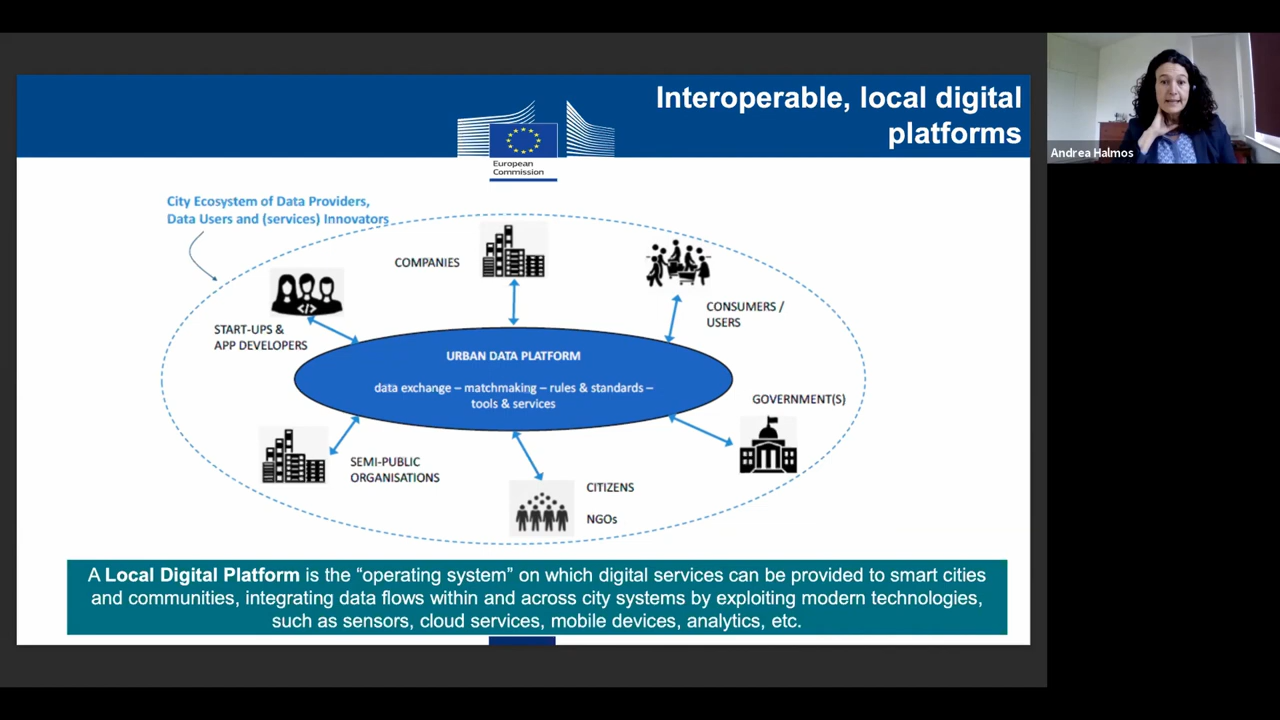 Interoperable, local digital
platforms
European
Commission
Andrea Halmos
City Ecosystem of Data Providers,
Data Users and (services) Innovators
COMPANIES
CONSUMERS /
USERS
START-UPS &
APP DEVELOPERS
URBAN DATA PLATFORM
data exchange – matchmaking – rules & standards –
tools & services
GOVERNMENT(S)
SEMI-PUBLIC
ORGANISATIONS
CITIZENS
NGOs
A Local Digital Platform is the “operating system” on which digital services can be provided to smart cities
and communities, integrating data flows within and across city systems by exploiting modern technologies,
such as sensors, cloud services, mobile devices, analytics, etc.